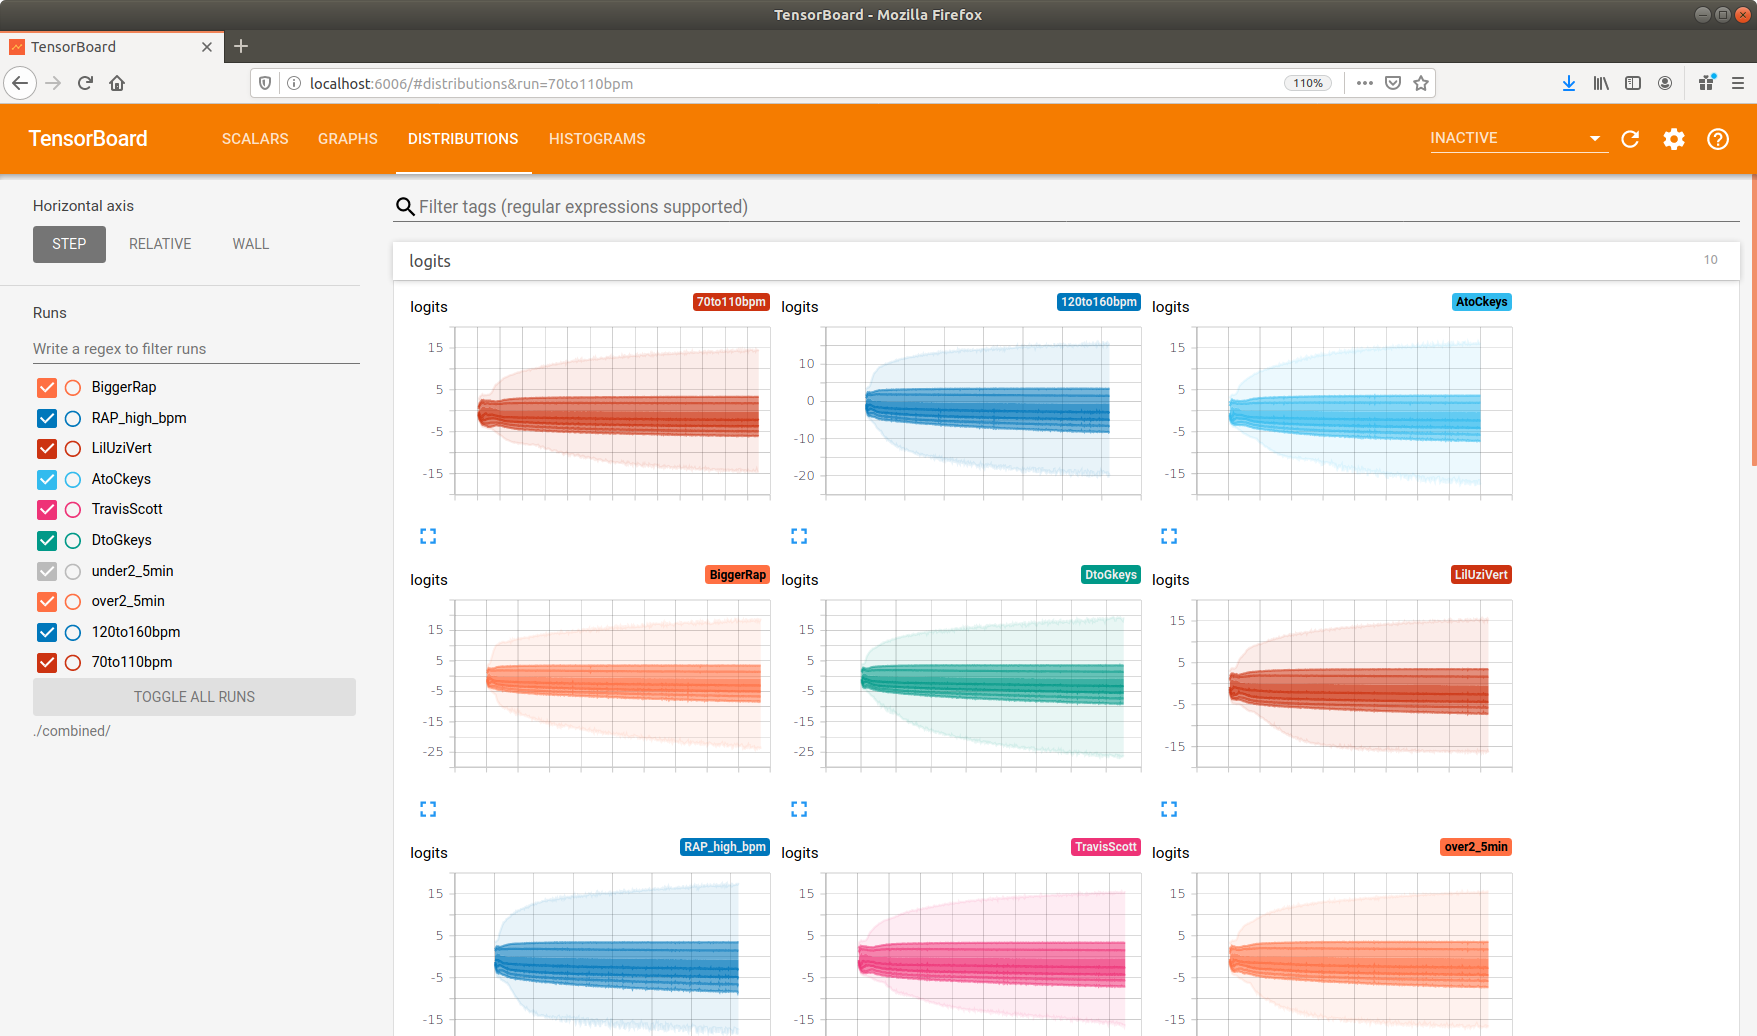 TensorBoard - Mozilla Firefox
TensorBoard
localhost:6006/#distributions&run=70to110bpm
110%
TensorBoard
SCALARS
GRAPHS
DISTRIBUTIONS
HISTOGRAMS
INACTIVE
Horizontal axis
STEP
RELATIVE
WALL
Runs
Write a regex to filter runs
BiggerRap
RAP_high_bpm
LilUziVert
AtoCkeys
TravisScott
DtoGkeys
under2_5min
over2_5min
120to160bpm
70to110bpm
TOGGLE ALL RUNS
./combined/
Filter tags (regular expressions supported)
logits
10
logits
70to110bpm
15
5
-5
-15
logits
120to160bpm
10
0
-10
-20
logits
AtoCkeys
15
5
-5
-15
logits
BiggerRap
15
5
-5
-15
-25
logits
DtoGkeys
15
5
-5
-15
-25
logits
LilUziVert
15
5
-5
-15
logits
RAP_high_bpm
15
5
-5
-15
logits
TravisScott
15
5
-5
-15
logits
over2_5min
15
5
-5
-15